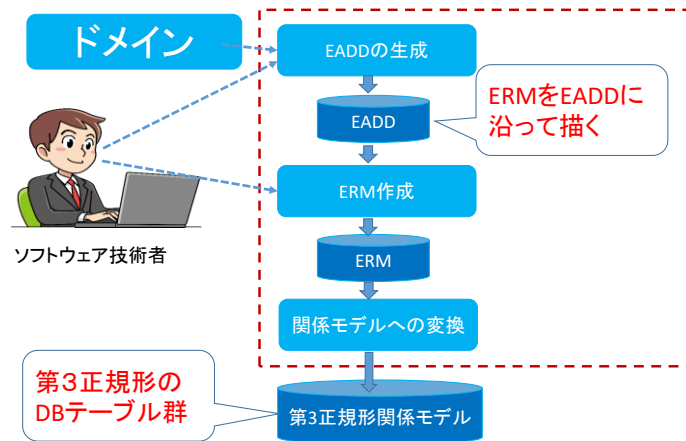 ドメイン
EADDの生成
EADD
ERMをEADDに
沿って描く
ERM作成
ソフトウェア技術者
ERM
関係モデルへの変換
第３正規形の
DBテーブル群
第3正規形関係モデル